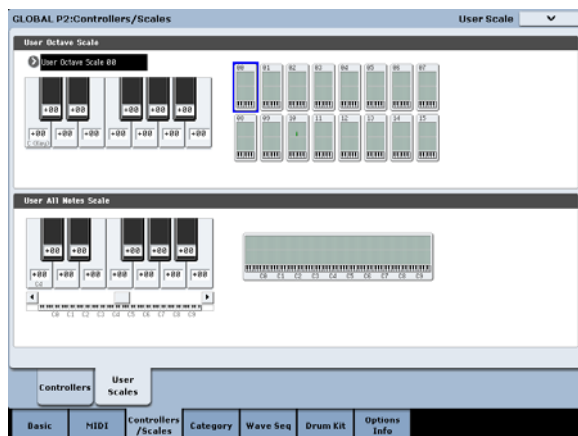 GLOBAL P2:Controllers/Scales User Scale
User Octave Scale
User Octave Scale 00
00 01 02 03 04 05 06 07
+00 +00 +00 +00 +00
+00 +00 +00 +00 +00 +00 +00
C (Key)
08 09 10 11 12 13 14 15
User All Notes Scale
+00 +00 +00 +00 +00
+00 +00 +00 +00 +00 +00 +00
C4
C0 C1 C2 C3 C4 C5 C6 C7 C8 C9
C0 C1 C2 C3 C4 C5 C6 C7 C8 C9
Controllers
User
Scales
Basic MIDI Controllers
/Scales Category Wave Seq Drum Kit Options
Info